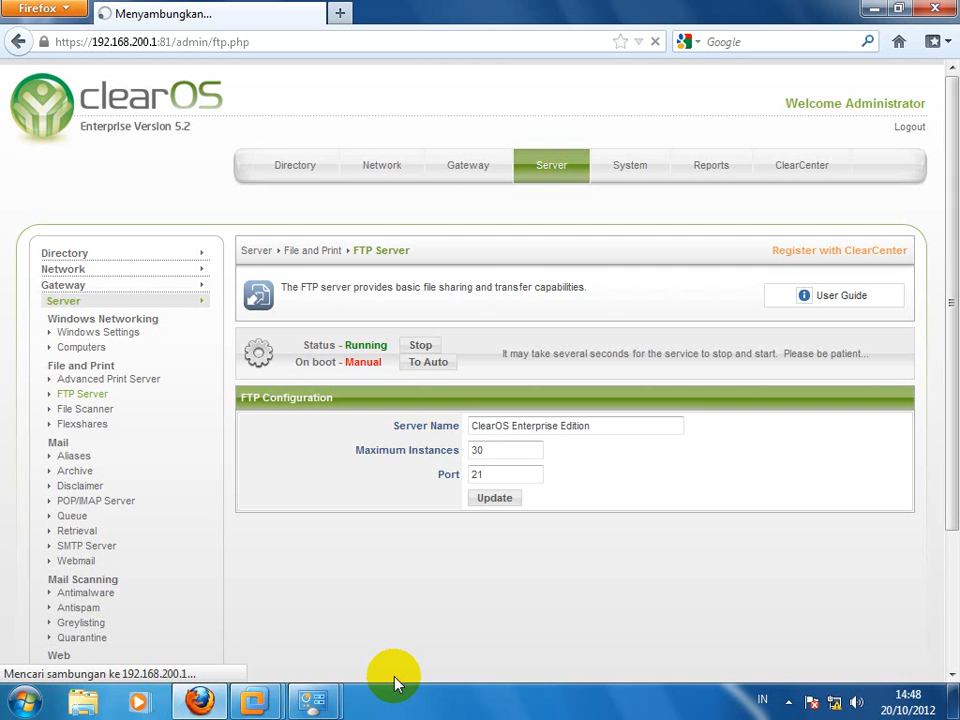 Firefox
Menyambungkan...
https://192.168.200.1:81/admin/ftp.php
Google
clearOS
Enterprise Version 5.2
Welcome Administrator
Logout
Directory
Network
Gateway
Server
System
Reports
ClearCenter
Directory
Network
Gateway
Server
Windows Networking
Windows Settings
Computers
File and Print
Advanced Print Server
FTP Server
File Scanner
Flexshares
Mail
Aliases
Archive
Disclaimer
POP/IMAP Server
Queue
Retrieval
SMTP Server
Webmail
Mail Scanning
Antimalware
Antispam
Greylisting
Quarantine
Web
Server File and Print FTP Server
Register with ClearCenter
The FTP server provides basic file sharing and transfer capabilities.
User Guide
Status - Running Stop
On boot - Manual To Auto
It may take several seconds for the service to stop and start. Please be patient...
FTP Configuration
Server Name ClearOS Enterprise Edition
Maximum Instances 30
Port 21
Update
Mencari sambungan ke 192.168.200.1...
IN
14:48
20/10/2012